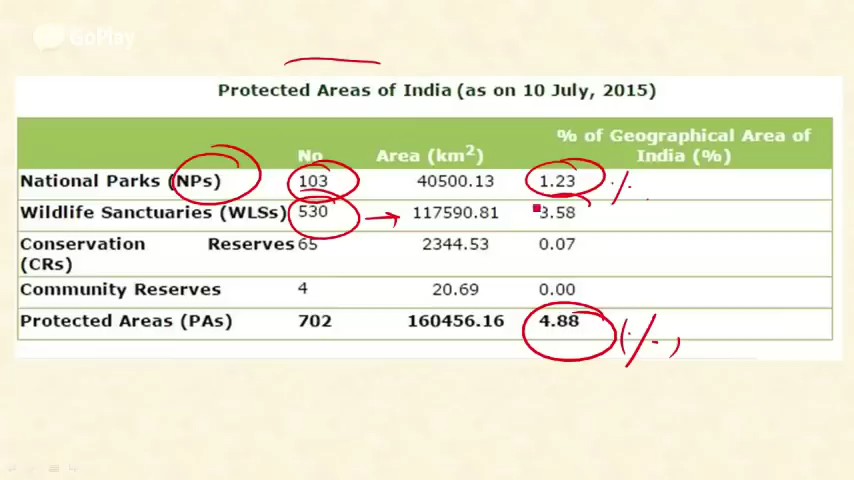 GoPlay
Protected Areas of India (as on 10 July, 2015)
No Area (km2) % of Geographical Area of India (%)
National Parks (NPs) 103 40500.13 1.23 %
Wildlife Sanctuaries (WLSs) 530 117590.81 3.58
Conservation Reserves 65 2344.53 0.07
(CRs)
Community Reserves 4 20.69 0.00
Protected Areas (PAs) 702 160456.16 4.88 %